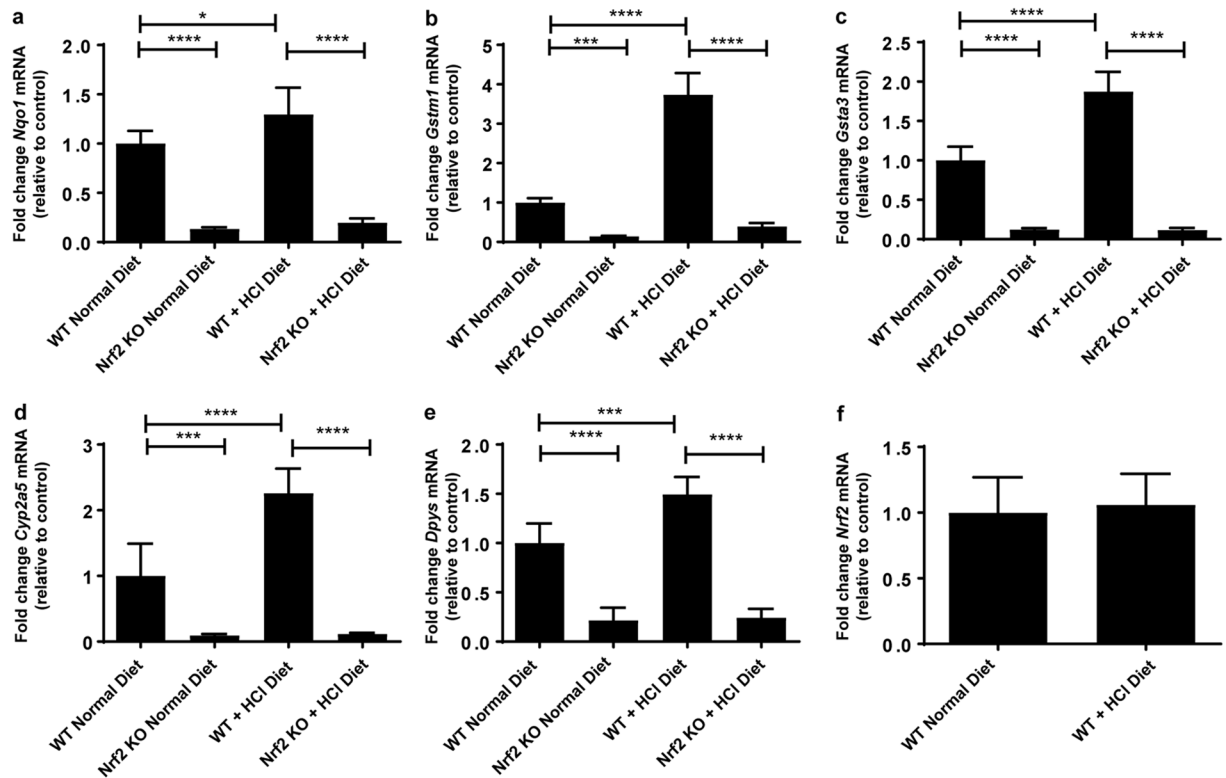 a
Fold change Nqo1 mRNA
(relative to control)
2.0
1.5
1.0
0.5
0.0
*
****
****
WT Normal Diet
Nrf2 KO Normal Diet
WT + HCl Diet
Nrf2 KO + HCl Diet
b
Fold change Gstm1 mRNA
(relative to control)
5
4
3
2
1
0
****
***
****
WT Normal Diet
Nrf2 KO Normal Diet
WT + HCl Diet
Nrf2 KO + HCl Diet
c
Fold change Gsta3 mRNA
(relative to control)
2.5
2.0
1.5
1.0
0.5
0.0
****
****
****
WT Normal Diet
Nrf2 KO Normal Diet
WT + HCl Diet
Nrf2 KO + HCl Diet
d
Fold change Cyp2a5 mRNA
(relative to control)
3
2
1
0
****
***
****
WT Normal Diet
Nrf2 KO Normal Diet
WT + HCl Diet
Nrf2 KO + HCl Diet
e
Fold change Dpys mRNA
(relative to control)
2.0
1.5
1.0
0.5
0.0
***
****
****
WT Normal Diet
Nrf2 KO Normal Diet
WT + HCl Diet
Nrf2 KO + HCl Diet
f
Fold change Nrf2 mRNA
(relative to control)
1.5
1.0
0.5
0.0
WT Normal Diet
WT + HCl Diet